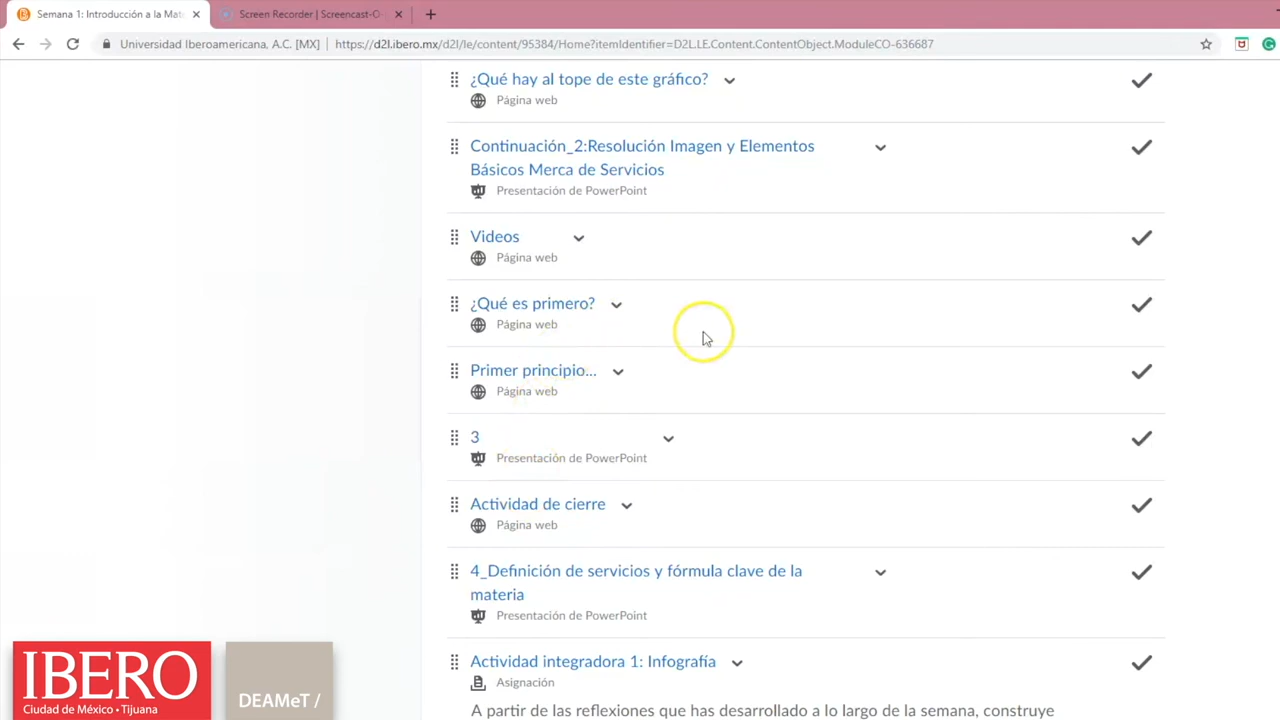 Semana 1: Introducción a la Mate
Screen Recorder | Screencast-O-
Universidad Iberoamericana, A.C. [MX]
https://d2l.ibero.mx/d2l/le/content/95384/Home?itemIdentifier=D2L.LE.Content.ContentObject.ModuleCO-636687
¿Qué hay al tope de este gráfico?
Página web
Continuación_2:Resolución Imagen y Elementos
Básicos Merca de Servicios
Presentación de PowerPoint
Videos
Página web
¿Qué es primero?
Página web
Primer principio...
Página web
3
Presentación de PowerPoint
Actividad de cierre
Página web
4_Definición de servicios y fórmula clave de la
materia
Presentación de PowerPoint
Actividad integradora 1: Infografía
Asignación
A partir de las reflexiones que has desarrollado a lo largo de la semana, construye
IBERO
Ciudad de México • Tijuana
DEAMeT /